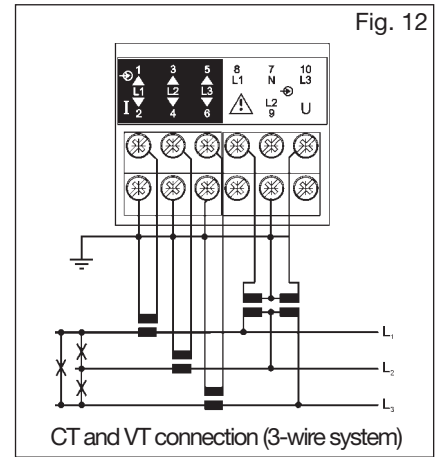 Fig. 12
1 3 5 8 7 10
L1 N L3
L1 L2 L3
I L2 U
2 4 6 9
L1
L2
L3
CT and VT connection (3-wire system)